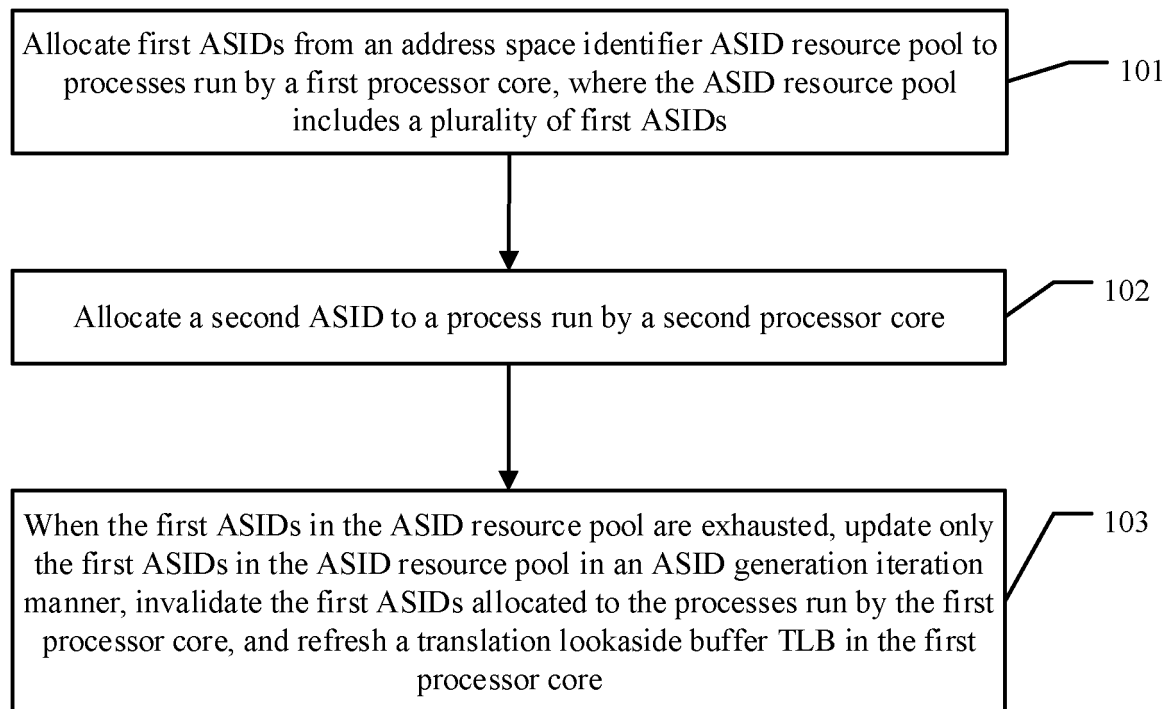 Allocate first ASIDs from an address space identifier ASID resource pool to
processes run by a first processor core, where the ASID resource pool
includes a plurality of first ASIDs
101
Allocate a second ASID to a process run by a second processor core
102
When the first ASIDs in the ASID resource pool are exhausted, update only
the first ASIDs in the ASID resource pool in an ASID generation iteration
manner, invalidate the first ASIDs allocated to the processes run by the first
processor core, and refresh a translation lookaside buffer TLB in the first
processor core
103